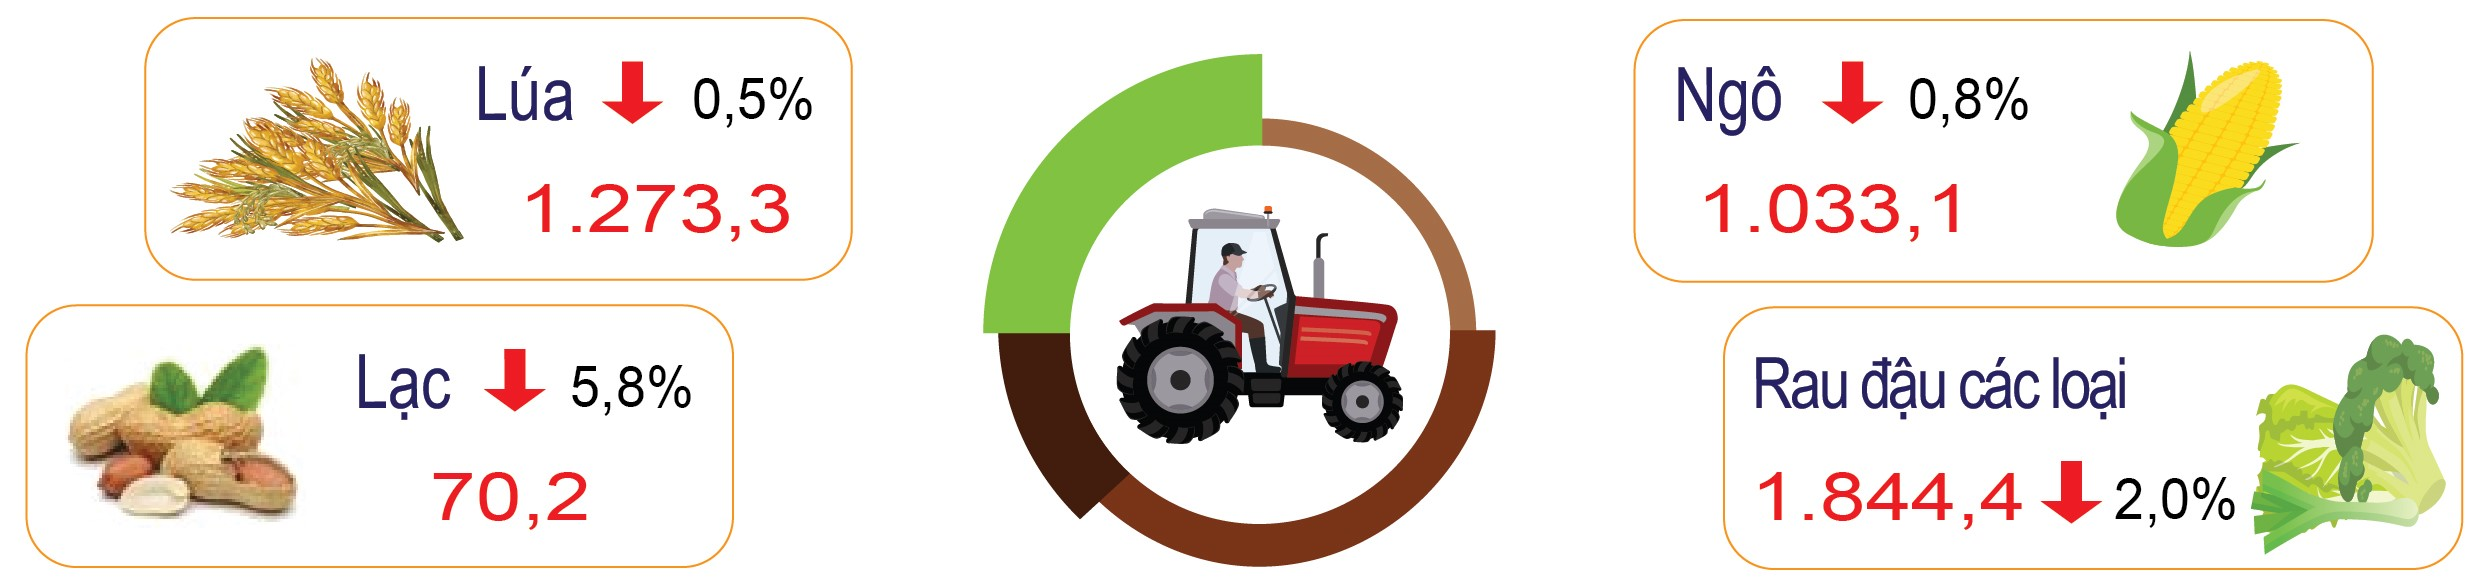 Lúa 0,5%
1.273,3
Ngô 0,8%
1.033,1
Lạc 5,8%
70,2
Rau đậu các loại
1.844,4 2,0%